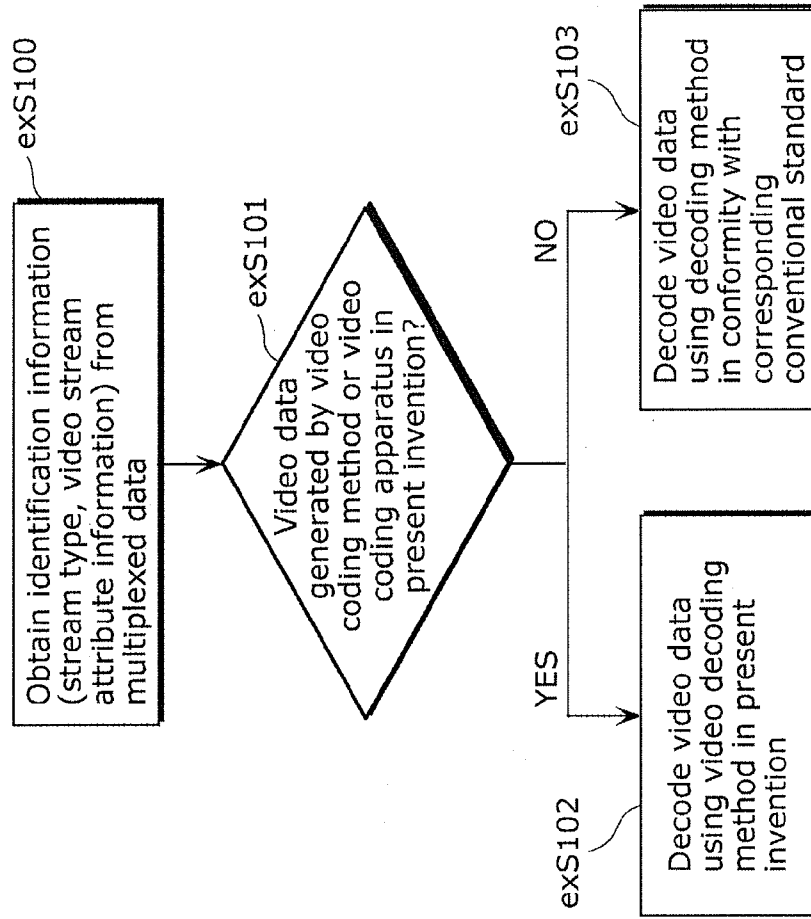 exS100
Obtain identification information
(stream type, video stream
attribute information) from
multiplexed data
exS101
Video data
generated by video
coding method or video
coding apparatus in
present invention?
YES
NO
exS102
Decode video data
using video decoding
method in present
invention
exS103
Decode video data
using decoding method
in conformity with
corresponding
conventional standard